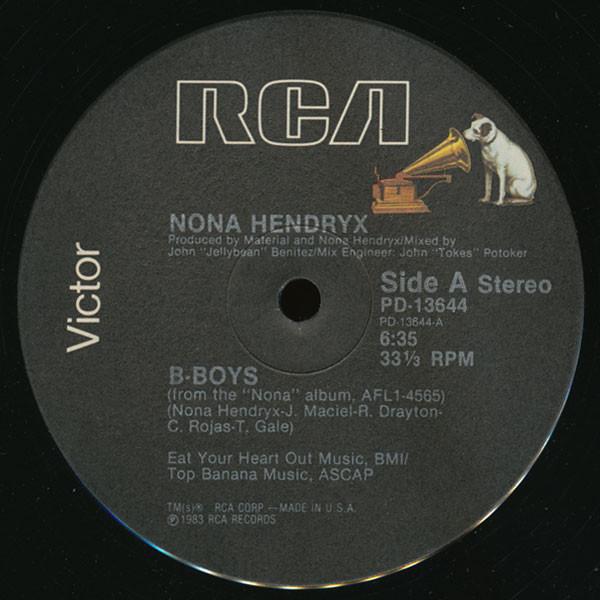 RCA
Victor
NONA HENDRYX
Produced by Material and Nona Hendryx/Mixed by
John "Jellybean" Benitez/Mix Engineer: John "Tokes" Potoker
Side A Stereo
PD-13644
PD-13644-A
6:35
33⅓ RPM
B-BOYS
(from the "Nona" album, AFL1-4565)
(Nona Hendryx-J. Maciel-R. Drayton-
C. Rojas-T. Gale)
Eat Your Heart Out Music, BMI/
Top Banana Music, ASCAP
TM(s)® RCA CORP.—MADE IN U.S.A.
℗1983 RCA RECORDS